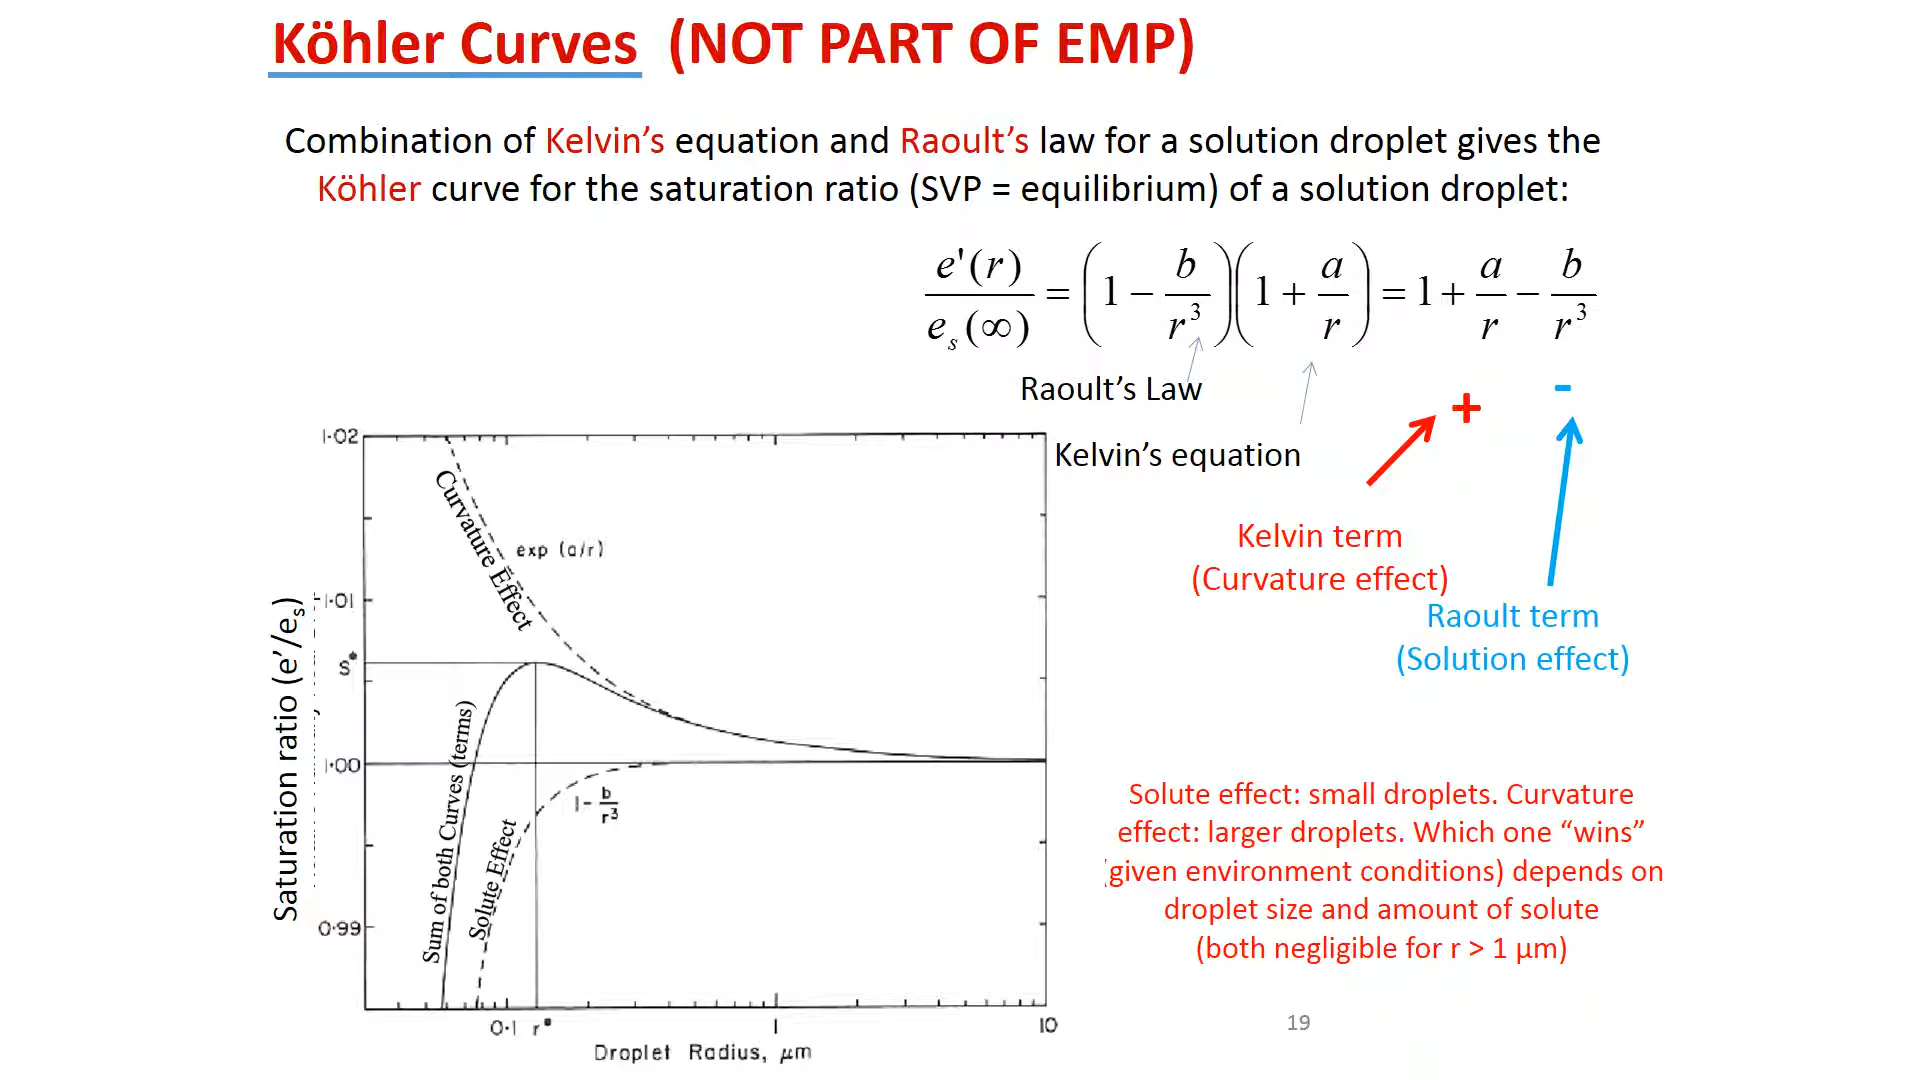 Köhler Curves (NOT PART OF EMP)
Combination of Kelvin's equation and Raoult's law for a solution droplet gives the
Köhler curve for the saturation ratio (SVP = equilibrium) of a solution droplet:
e'(r)/e_s(∞) = (1 − b/r³)(1 + a/r) = 1 + a/r − b/r³
Raoult's Law
Kelvin's equation
+
-
Kelvin term
(Curvature effect)
Raoult term
(Solution effect)
Solute effect: small droplets. Curvature
effect: larger droplets. Which one “wins”
(given environment conditions) depends on
droplet size and amount of solute
(both negligible for r > 1 µm)
Saturation ratio (e'/e_s)
1·02
1·01
S*
1·00
0·99
Curvature Effect
exp (a/r)
Sum of both Curves (terms)
Solute Effect
1 − b/r³
0·1 r* 1 10
Droplet Radius, µm
19